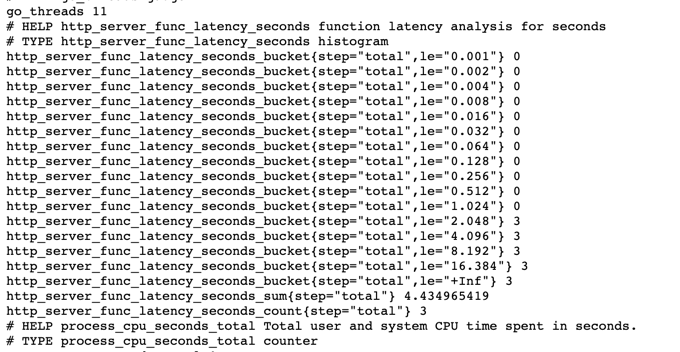 go_threads 11
# HELP http_server_func_latency_seconds function latency analysis for seconds
# TYPE http_server_func_latency_seconds histogram
http_server_func_latency_seconds_bucket{step="total",le="0.001"} 0
http_server_func_latency_seconds_bucket{step="total",le="0.002"} 0
http_server_func_latency_seconds_bucket{step="total",le="0.004"} 0
http_server_func_latency_seconds_bucket{step="total",le="0.008"} 0
http_server_func_latency_seconds_bucket{step="total",le="0.016"} 0
http_server_func_latency_seconds_bucket{step="total",le="0.032"} 0
http_server_func_latency_seconds_bucket{step="total",le="0.064"} 0
http_server_func_latency_seconds_bucket{step="total",le="0.128"} 0
http_server_func_latency_seconds_bucket{step="total",le="0.256"} 0
http_server_func_latency_seconds_bucket{step="total",le="0.512"} 0
http_server_func_latency_seconds_bucket{step="total",le="1.024"} 0
http_server_func_latency_seconds_bucket{step="total",le="2.048"} 3
http_server_func_latency_seconds_bucket{step="total",le="4.096"} 3
http_server_func_latency_seconds_bucket{step="total",le="8.192"} 3
http_server_func_latency_seconds_bucket{step="total",le="16.384"} 3
http_server_func_latency_seconds_bucket{step="total",le="+Inf"} 3
http_server_func_latency_seconds_sum{step="total"} 4.434965419
http_server_func_latency_seconds_count{step="total"} 3
# HELP process_cpu_seconds_total Total user and system CPU time spent in seconds.
# TYPE process_cpu_seconds_total counter